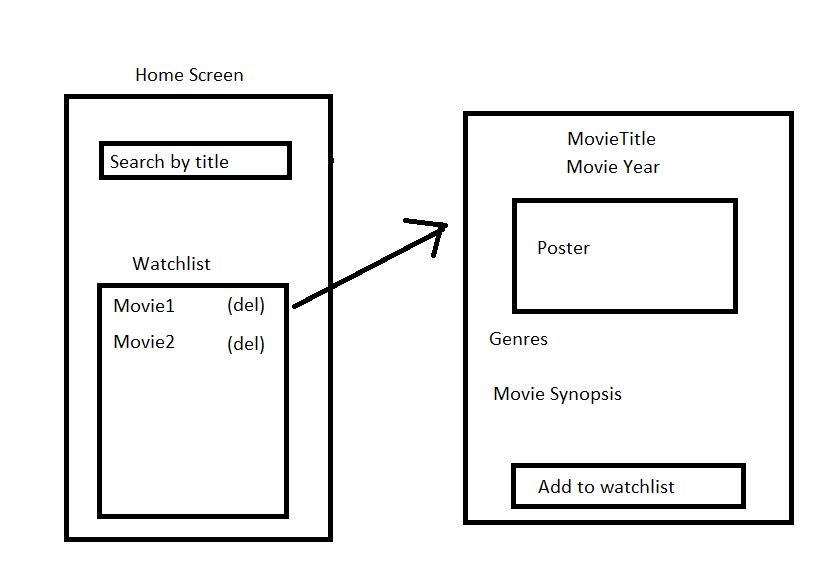 Home Screen
Search by title
Watchlist
Movie1 (del)
Movie2 (del)
MovieTitle
Movie Year
Poster
Genres
Movie Synopsis
Add to watchlist